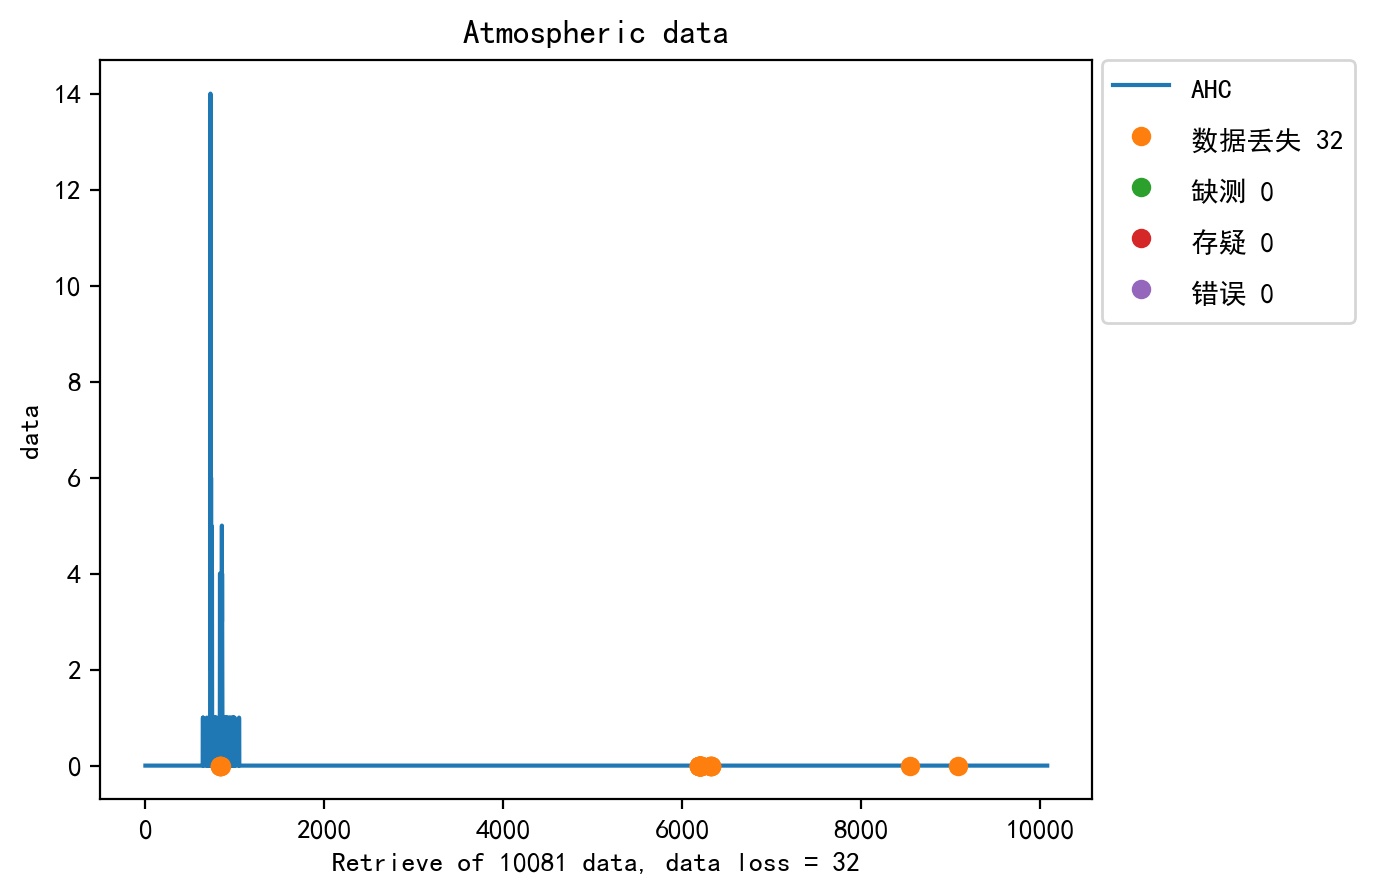 Atmospheric data
14
12
10
8
6
4
2
0
data
0 2000 4000 6000 8000 10000
Retrieve of 10081 data, data loss = 32
AHC
数据丢失 32
缺测 0
存疑 0
错误 0